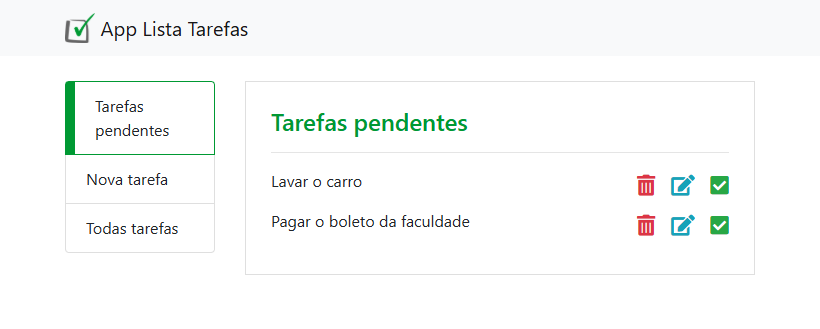 App Lista Tarefas
Tarefas
pendentes
Nova tarefa
Todas tarefas
Tarefas pendentes
Lavar o carro
Pagar o boleto da faculdade